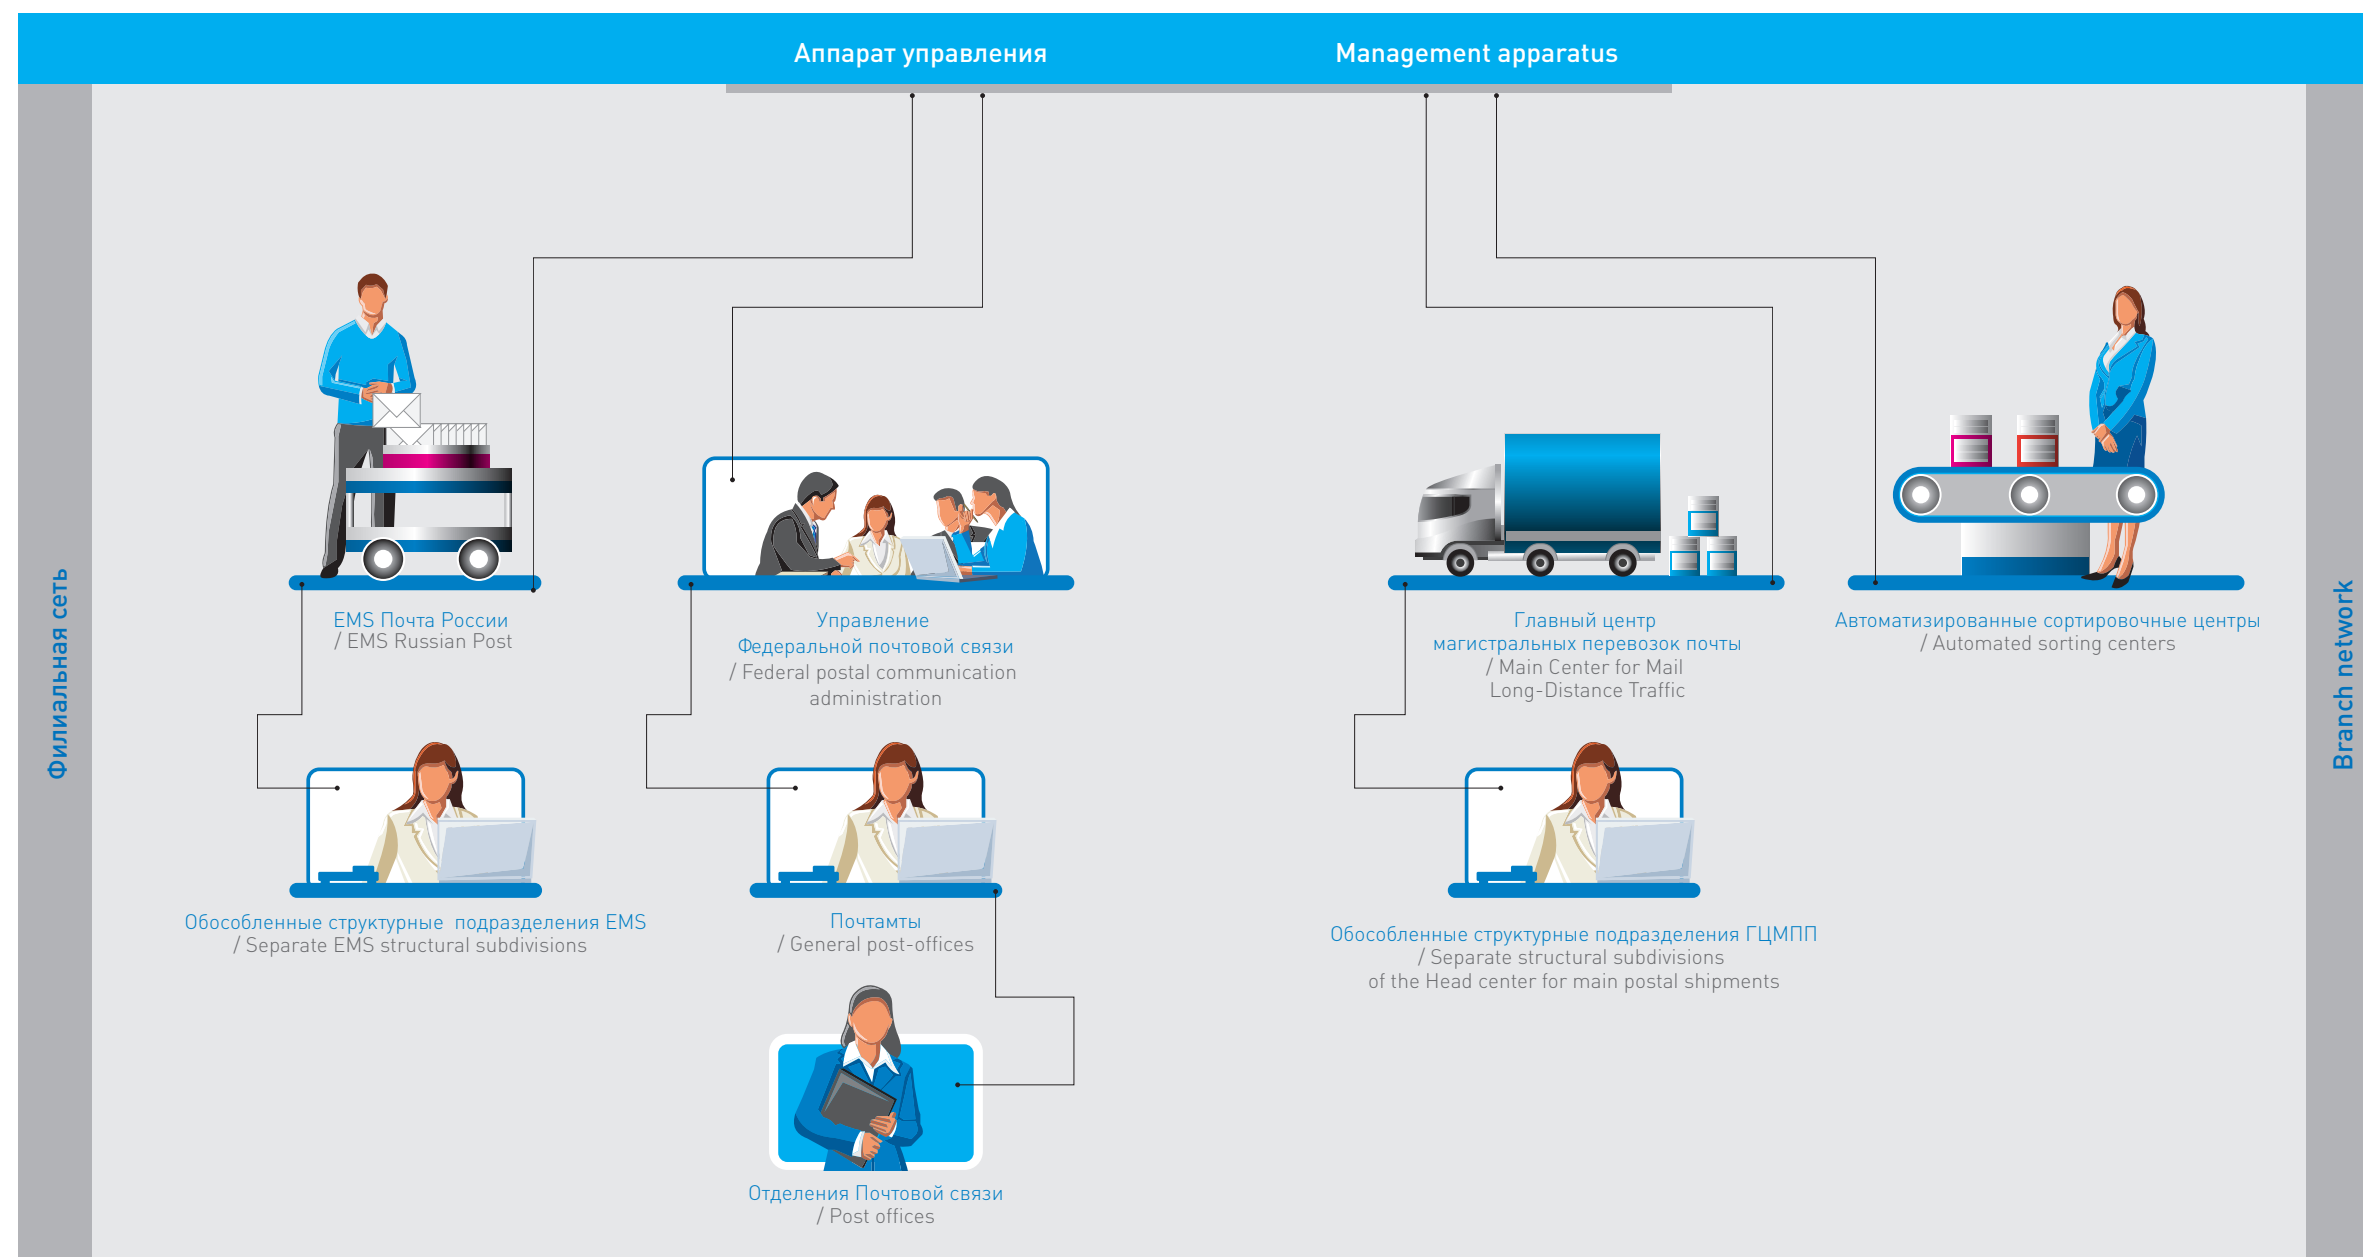 Аппарат управления
Management apparatus
Филиальная сеть
Branch network
EMS Почта России
/ EMS Russian Post
Управление
Федеральной почтовой связи
/ Federal postal communication
administration
Главный центр
магистральных перевозок почты
/ Main Center for Mail
Long-Distance Traffic
Автоматизированные сортировочные центры
/ Automated sorting centers
Обособленные структурные подразделения EMS
/ Separate EMS structural subdivisions
Почтамты
/ General post-offices
Обособленные структурные подразделения ГЦМПП
/ Separate structural subdivisions
of the Head center for main postal shipments
Отделения Почтовой связи
/ Post offices